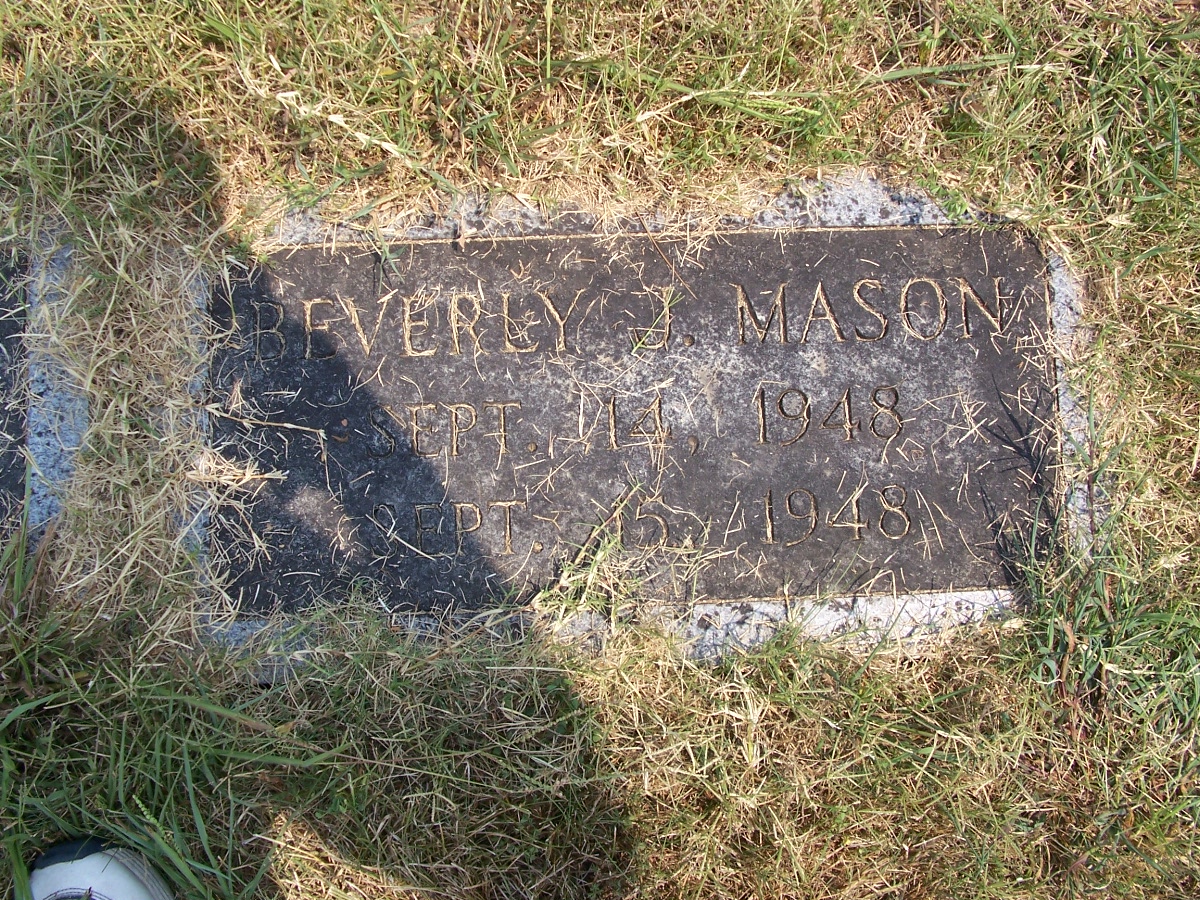 BEVERLY J. MASON
SEPT. 14, 1948
SEPT. 15, 1948